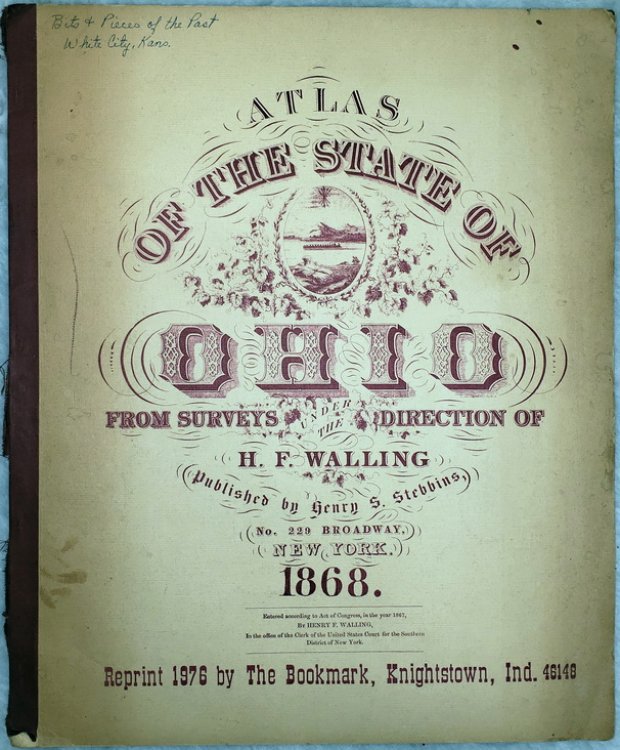 Bits & Pieces of the Past
White City, Kans.
ATLAS
OF THE STATE OF
OHIO
FROM SURVEYS UNDER THE DIRECTION OF
H. F. WALLING
Published by Henry S. Stebbins,
No. 229 BROADWAY,
NEW YORK.
1868.
Entered according to Act of Congress, in the year 1867,
By HENRY F. WALLING,
In the office of the Clerk of the United States Court for the Southern
District of New York.
Reprint 1976 by The Bookmark, Knightstown, Ind. 46148